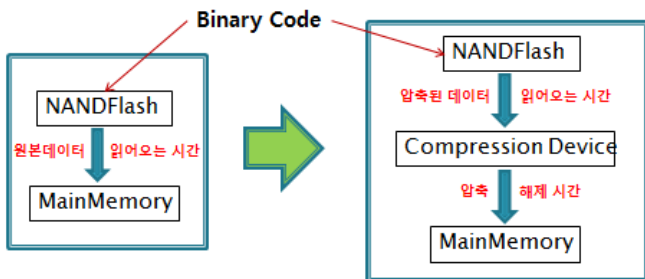 Binary Code
NANDFlash
원본데이터 읽어오는 시간
MainMemory
NANDFlash
압축된 데이터 읽어오는 시간
Compression Device
압축 해제 시간
MainMemory